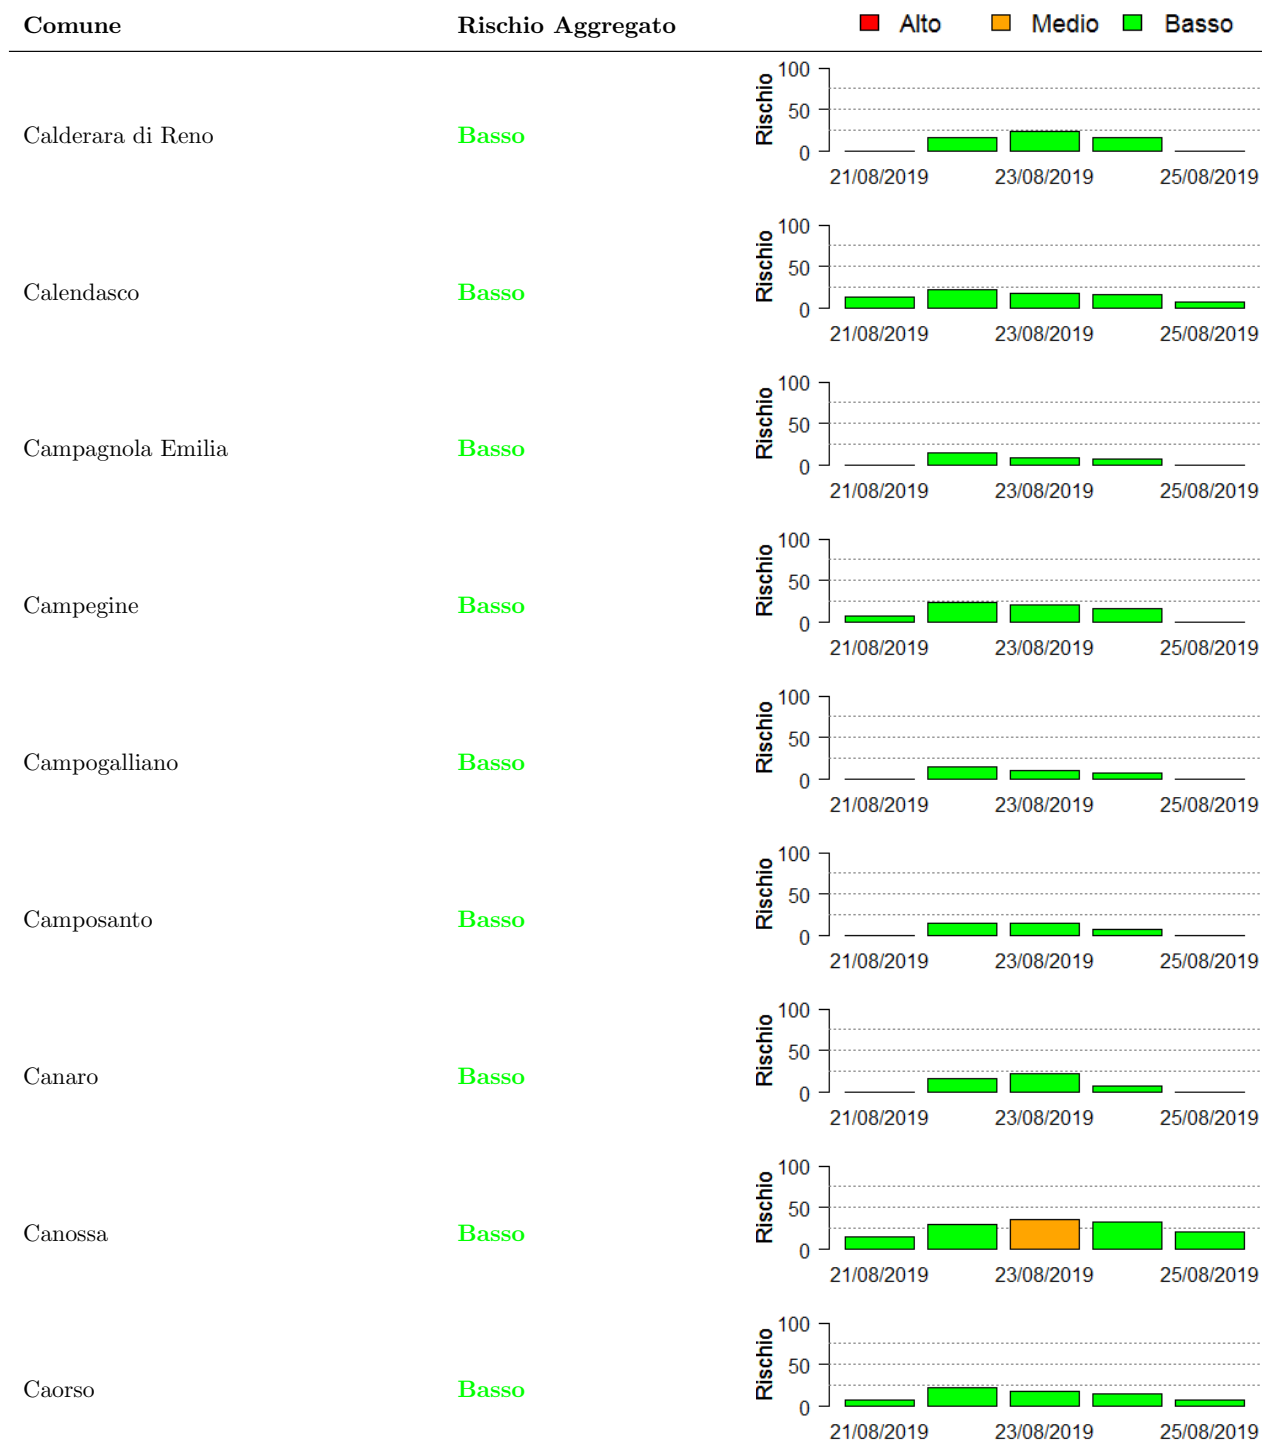 Comune Rischio Aggregato Alto Medio Basso
100
50
0
Rischio
Calderara di Reno Basso
21/08/2019 23/08/2019 25/08/2019
100
50
0
Rischio
Calendasco Basso
21/08/2019 23/08/2019 25/08/2019
100
50
0
Rischio
Campagnola Emilia Basso
21/08/2019 23/08/2019 25/08/2019
100
50
0
Rischio
Campegine Basso
21/08/2019 23/08/2019 25/08/2019
100
50
0
Rischio
Campogalliano Basso
21/08/2019 23/08/2019 25/08/2019
100
50
0
Rischio
Camposanto Basso
21/08/2019 23/08/2019 25/08/2019
100
50
0
Rischio
Canaro Basso
21/08/2019 23/08/2019 25/08/2019
100
50
0
Rischio
Canossa Basso
21/08/2019 23/08/2019 25/08/2019
100
50
0
Rischio
Caorso Basso
21/08/2019 23/08/2019 25/08/2019